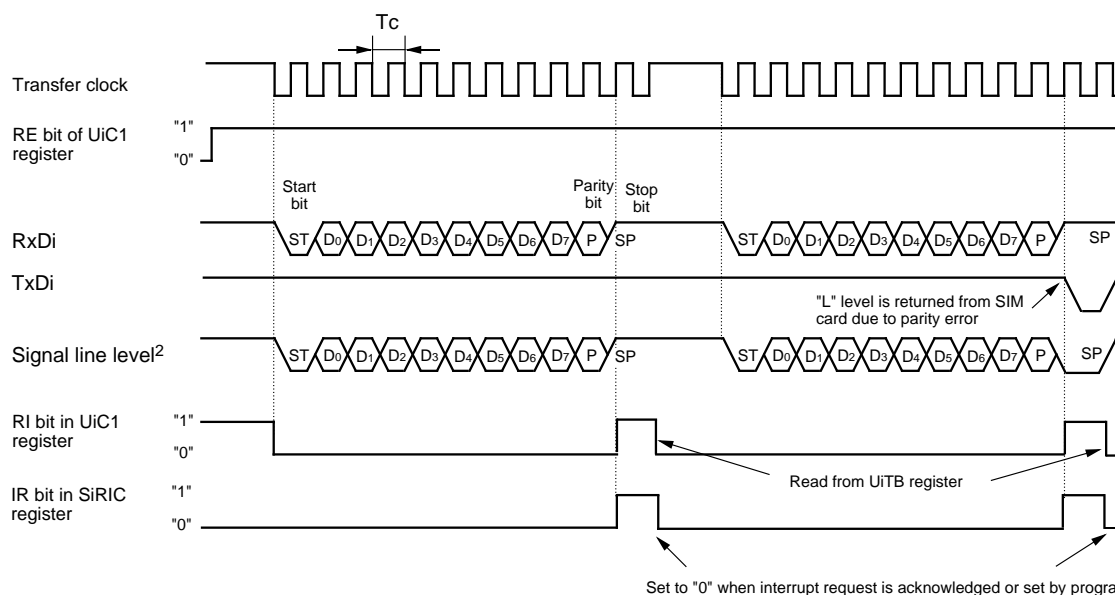 Tc
Transfer clock
RE bit of UiC1
register
"1"
"0"
Start
bit
Parity
bit
Stop
bit
RxDi
ST D0 D1 D2 D3 D4 D5 D6 D7 P SP
ST D0 D1 D2 D3 D4 D5 D6 D7 P SP
TxDi
"L" level is returned from SIM
card due to parity error
Signal line level2
ST D0 D1 D2 D3 D4 D5 D6 D7 P SP
ST D0 D1 D2 D3 D4 D5 D6 D7 P SP
RI bit in UiC1
register
"1"
"0"
Read from UiTB register
IR bit in SiRIC
register
"1"
"0"
Set to "0" when interrupt request is acknowledged or set by progra